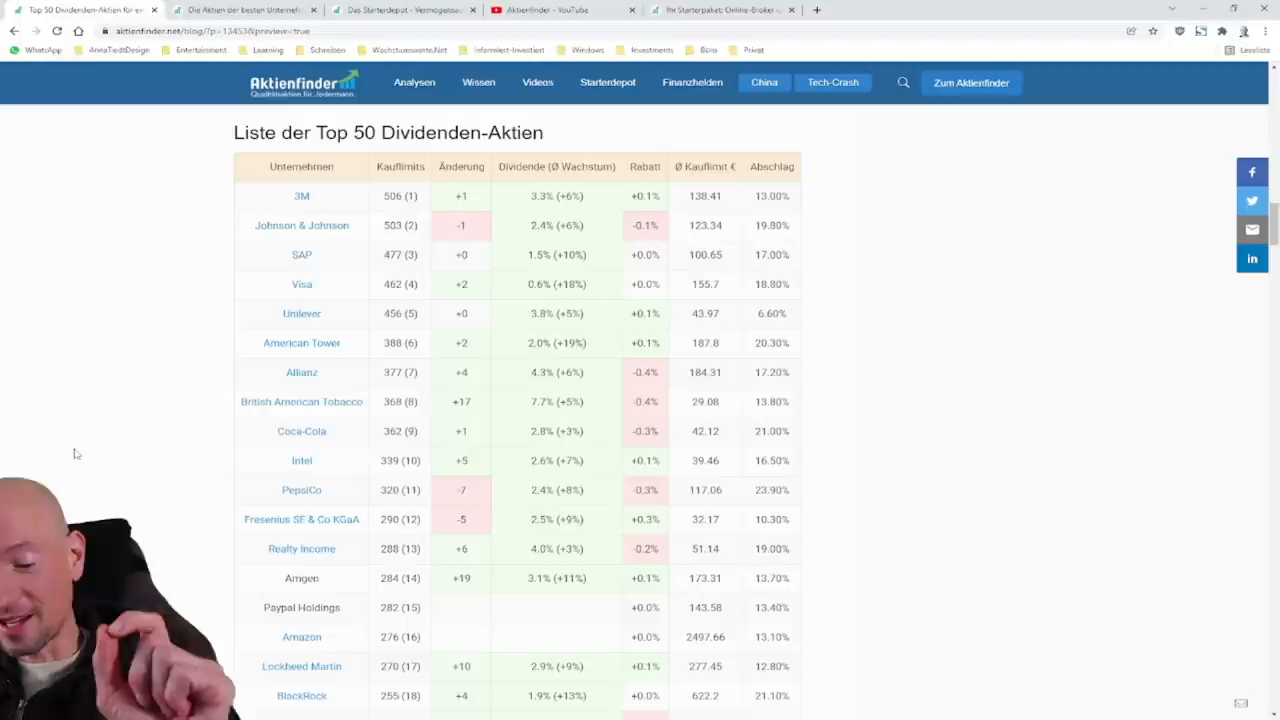 Top 50 Dividenden-Aktien für ei
Die Aktien der besten Unterneh
Das Starterdepot - Vermögensau
Aktienfinder - YouTube
Ihr Starterpaket: Online-Broker u
aktienfinder.net/blog/?p=13453&preview=true
WhatsApp AnnaTiedtDesign Entertainment Learning Schreiben WachstumswerteNet Informiert-Investiert Windows Investments Büro Privat Leseliste
Aktienfinder
Qualitätsaktien für Jedermann.
Analysen Wissen Videos Starterdepot Finanzhelden China Tech-Crash Zum Aktienfinder
Liste der Top 50 Dividenden-Aktien
Unternehmen Kauflimits Änderung Dividende (Ø Wachstum) Rabatt Ø Kauflimit € Abschlag
3M 506 (1) +1 3.3% (+6%) +0.1% 138.41 13.00%
Johnson & Johnson 503 (2) -1 2.4% (+6%) -0.1% 123.34 19.80%
SAP 477 (3) +0 1.5% (+10%) +0.0% 100.65 17.00%
Visa 462 (4) +2 0.6% (+18%) +0.0% 155.7 18.80%
Unilever 456 (5) +0 3.8% (+5%) +0.1% 43.97 6.60%
American Tower 388 (6) +2 2.0% (+19%) +0.1% 187.8 20.30%
Allianz 377 (7) +4 4.3% (+6%) -0.4% 184.31 17.20%
British American Tobacco 368 (8) +17 7.7% (+5%) -0.4% 29.08 13.80%
Coca-Cola 362 (9) +1 2.8% (+3%) -0.3% 42.12 21.00%
Intel 339 (10) +5 2.6% (+7%) +0.1% 39.46 16.50%
PepsiCo 320 (11) -7 2.4% (+8%) -0.3% 117.06 23.90%
Fresenius SE & Co KGaA 290 (12) -5 2.5% (+9%) +0.3% 32.17 10.30%
Realty Income 288 (13) +6 4.0% (+3%) -0.2% 51.14 19.00%
Amgen 284 (14) +19 3.1% (+11%) +0.1% 173.31 13.70%
Paypal Holdings 282 (15) +0.0% 143.58 13.40%
Amazon 276 (16) +0.0% 2497.66 13.10%
Lockheed Martin 270 (17) +10 2.9% (+9%) +0.1% 277.45 12.80%
BlackRock 255 (18) +4 1.9% (+13%) +0.0% 622.2 21.10%